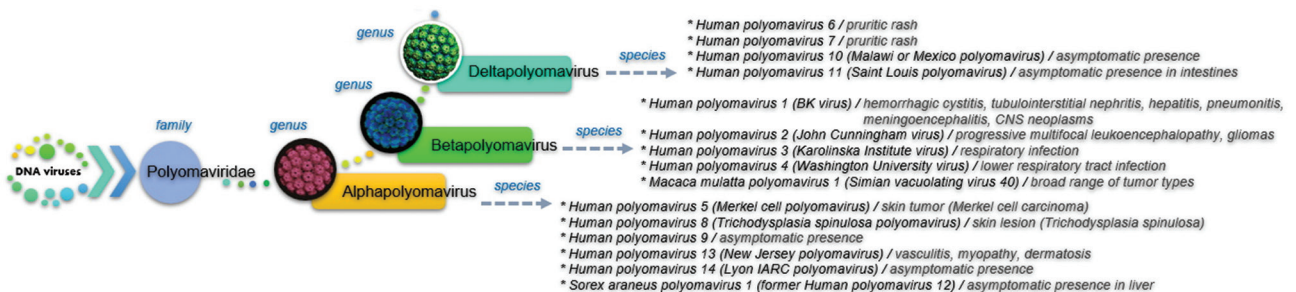 DNA viruses
family
Polyomaviridae
genus
Deltapolyomavirus
species
* Human polyomavirus 6 / pruritic rash
* Human polyomavirus 7 / pruritic rash
* Human polyomavirus 10 (Malawi or Mexico polyomavirus) / asymptomatic presence
* Human polyomavirus 11 (Saint Louis polyomavirus) / asymptomatic presence in intestines
genus
Betapolyomavirus
species
* Human polyomavirus 1 (BK virus) / hemorrhagic cystitis, tubulointerstitial nephritis, hepatitis, pneumonitis,
meningoencephalitis, CNS neoplasms
* Human polyomavirus 2 (John Cunningham virus) / progressive multifocal leukoencephalopathy, gliomas
* Human polyomavirus 3 (Karolinska Institute virus) / respiratory infection
* Human polyomavirus 4 (Washington University virus) / lower respiratory tract infection
* Macaca mulatta polyomavirus 1 (Simian vacuolating virus 40) / broad range of tumor types
genus
Alphapolyomavirus
species
* Human polyomavirus 5 (Merkel cell polyomavirus) / skin tumor (Merkel cell carcinoma)
* Human polyomavirus 8 (Trichodysplasia spinulosa polyomavirus) / skin lesion (Trichodysplasia spinulosa)
* Human polyomavirus 9 / asymptomatic presence
* Human polyomavirus 13 (New Jersey polyomavirus) / vasculitis, myopathy, dermatosis
* Human polyomavirus 14 (Lyon IARC polyomavirus) / asymptomatic presence
* Sorex araneus polyomavirus 1 (former Human polyomavirus 12) / asymptomatic presence in liver